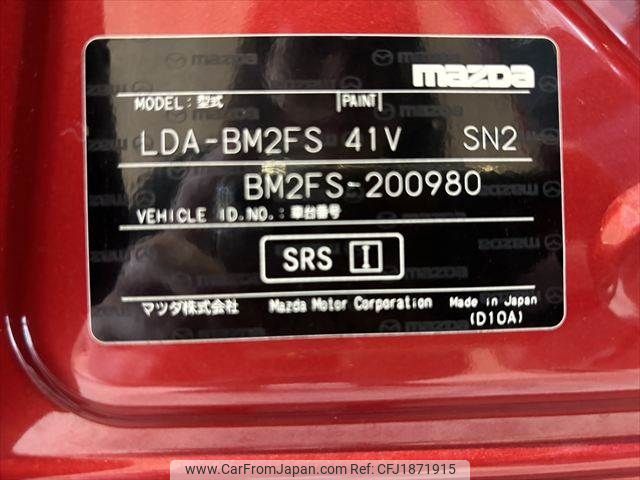 mazda
MODEL: 型式 PAINT
LDA-BM2FS 41V SN2
BM2FS-200980
VEHICLE ID.NO.: 車台番号
SRS I
マツダ株式会社 Mazda Motor Corporation Made in Japan
(D10A)
www.CarFromJapan.com | Ref No: CFJ1871915